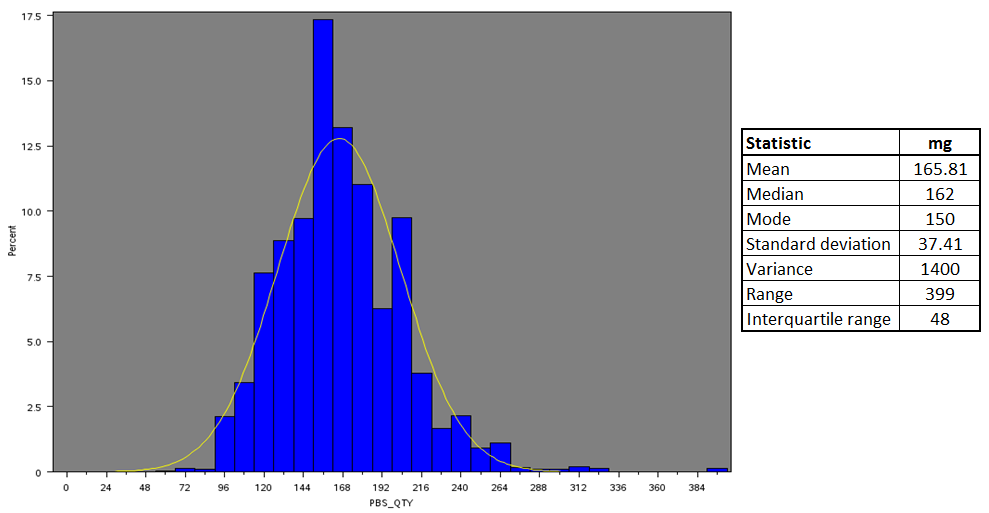 17.5
15.0
12.5
10.0
7.5
5.0
2.5
0
Percent
0 24 48 72 96 120 144 168 192 216 240 264 288 312 336 360 384
PBS_QTY
Statistic mg
Mean 165.81
Median 162
Mode 150
Standard deviation 37.41
Variance 1400
Range 399
Interquartile range 48